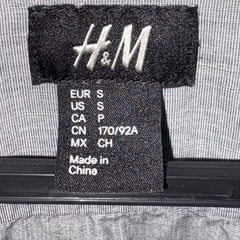 H&M
EUR S
US S
CA P
CN 170/92A
MX CH
Made in
China